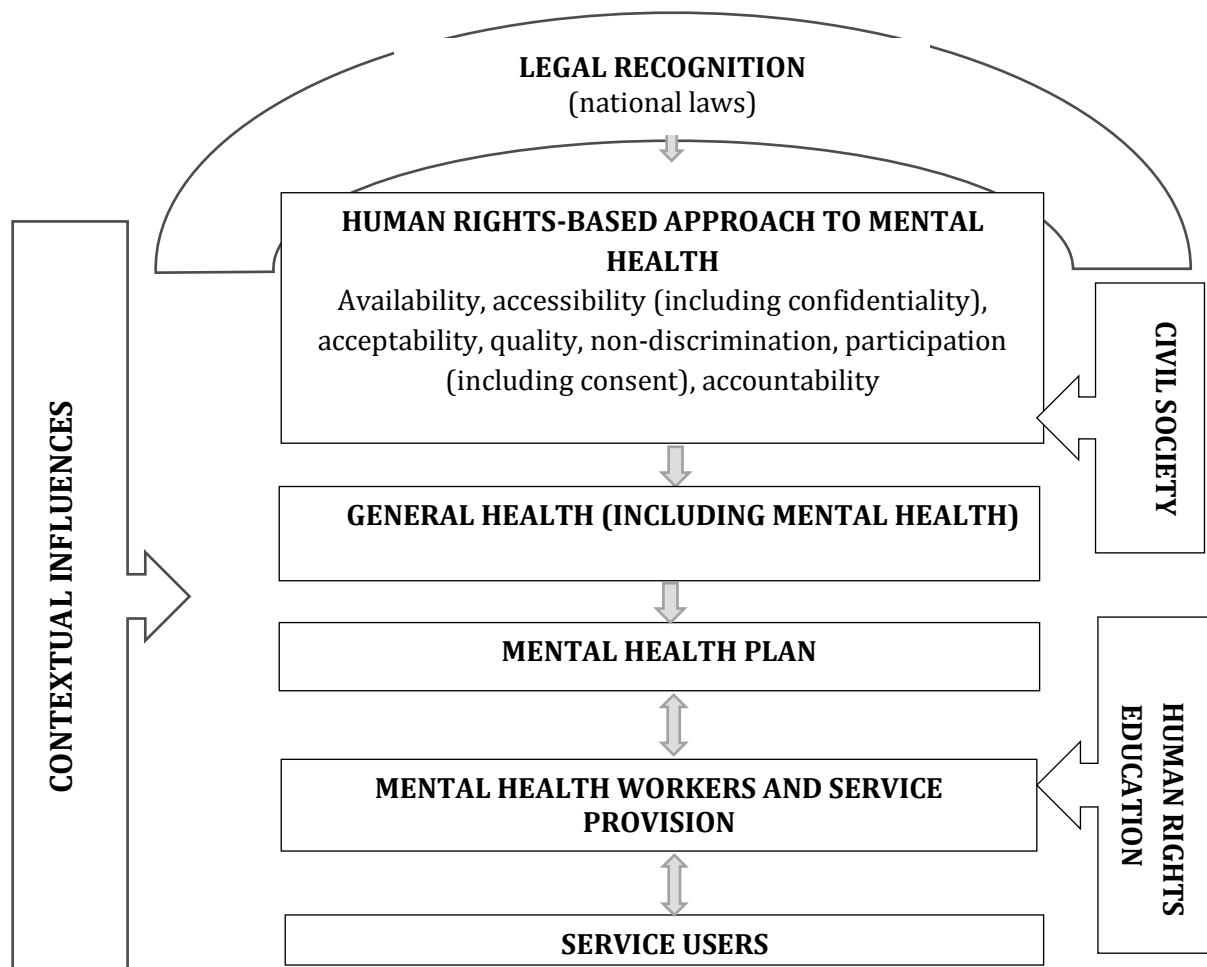 LEGAL RECOGNITION
(national laws)
HUMAN RIGHTS-BASED APPROACH TO MENTAL
HEALTH
Availability, accessibility (including confidentiality),
acceptability, quality, non-discrimination, participation
(including consent), accountability
CIVIL SOCIETY
CONTEXTUAL INFLUENCES
GENERAL HEALTH (INCLUDING MENTAL HEALTH)
MENTAL HEALTH PLAN
MENTAL HEALTH WORKERS AND SERVICE
PROVISION
HUMAN RIGHTS
EDUCATION
SERVICE USERS